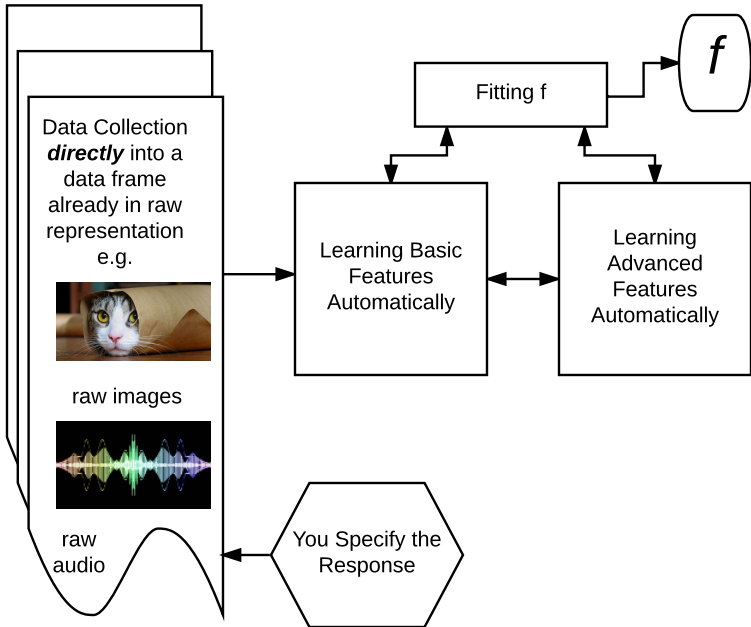 Data Collection
directly into a
data frame
already in raw
representation
e.g.
raw images
raw
audio
You Specify the
Response
Learning Basic
Features
Automatically
Learning
Advanced
Features
Automatically
Fitting f
f